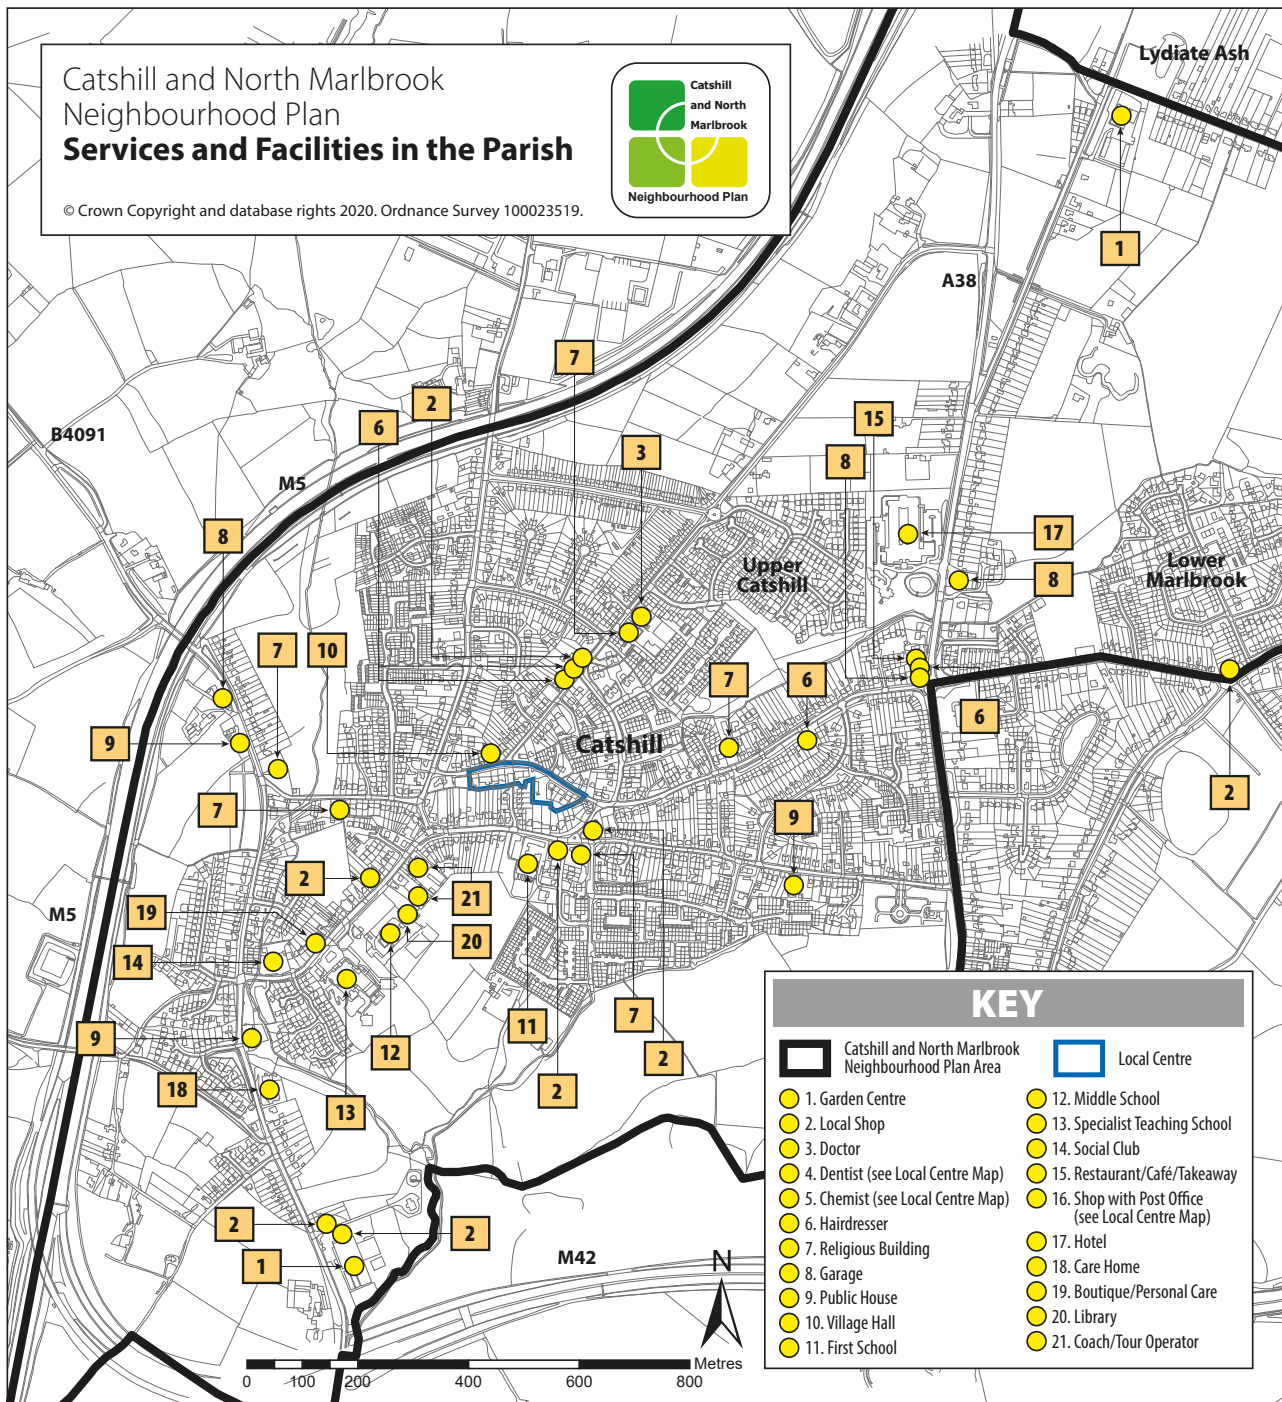 Catshill and North Marlbrook
Neighbourhood Plan
Services and Facilities in the Parish
© Crown Copyright and database rights 2020. Ordnance Survey 100023519.
Catshill
and North
Marlbrook
Neighbourhood Plan
Lydiate Ash
1
A38
7
2
6
15
B4091
3
8
M5
8
17
Upper
Catshill
Lower
Marlbrook
8
7
10
7
6
6
9
Catshill
2
7
9
2
21
19
M5
20
14
11
7
9
12
2
2
18
13
2
2
1
M42
N
Metres
0
200
400
600
800
KEY
Catshill and North Marlbrook
Neighbourhood Plan Area
Local Centre
1. Garden Centre
2. Local Shop
3. Doctor
4. Dentist (see Local Centre Map)
5. Chemist (see Local Centre Map)
6. Hairdresser
7. Religious Building
8. Garage
9. Public House
10. Village Hall
11. First School
12. Middle School
13. Specialist Teaching School
14. Social Club
15. Restaurant/Café/Takeaway
16. Shop with Post Office
(see Local Centre Map)
17. Hotel
18. Care Home
19. Boutique/Personal Care
20. Library
21. Coach/Tour Operator